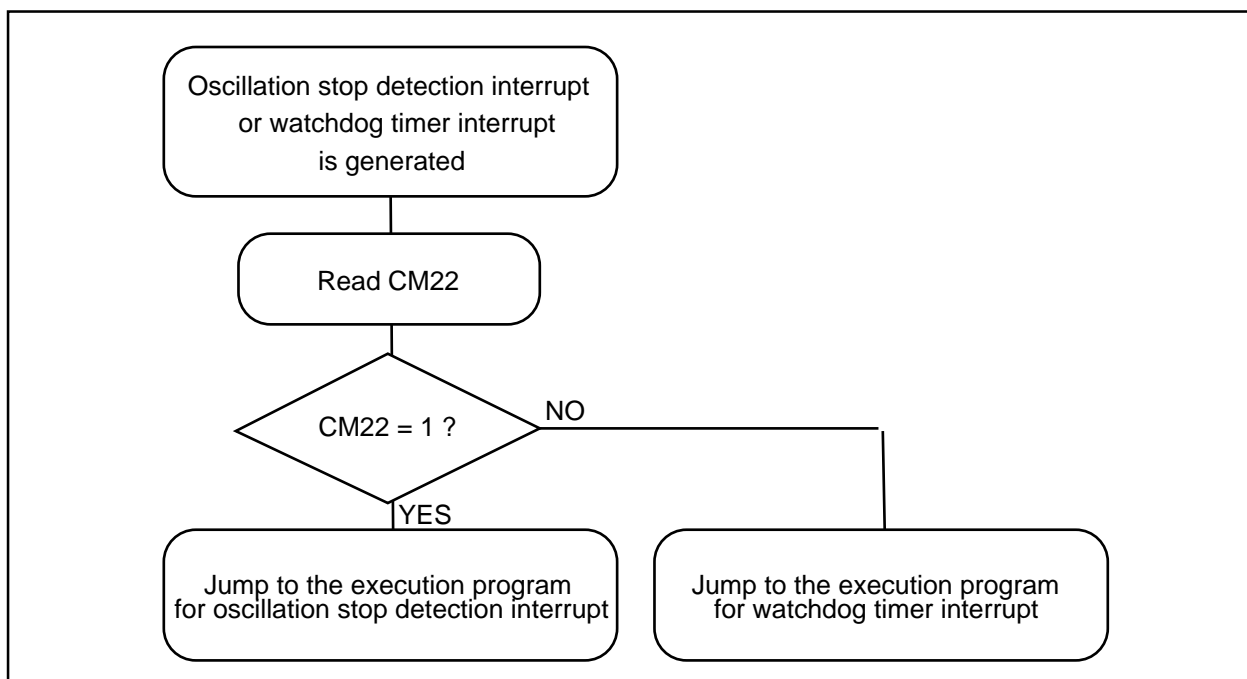 Oscillation stop detection interrupt
or watchdog timer interrupt
is generated
Read CM22
CM22 = 1 ?
NO
YES
Jump to the execution program
for oscillation stop detection interrupt
Jump to the execution program
for watchdog timer interrupt